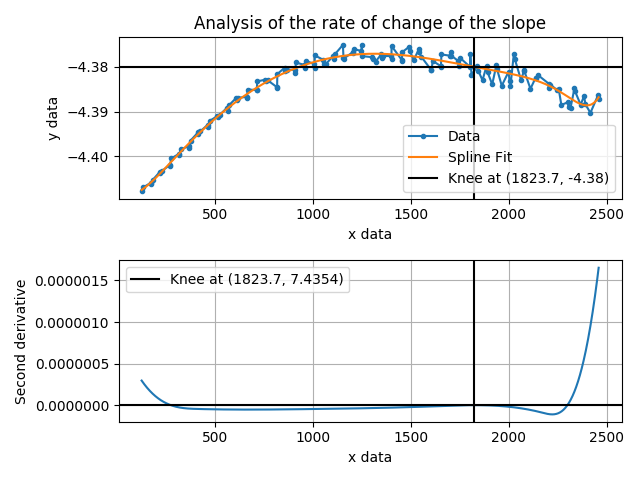 Analysis of the rate of change of the slope
y data
−4.38
−4.39
−4.40
Data
Spline Fit
Knee at (1823.7, -4.38)
500 1000 1500 2000 2500
x data
Second derivative
0.0000015
0.0000010
0.0000005
0.0000000
Knee at (1823.7, 7.4354)
500 1000 1500 2000 2500
x data